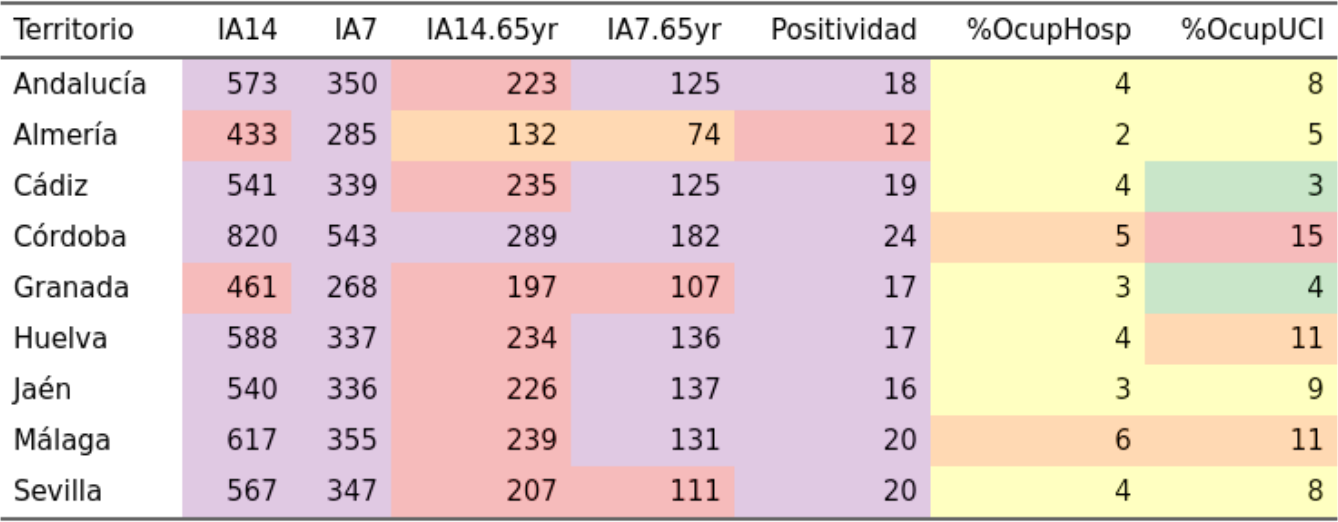 Territorio IA14 IA7 IA14.65yr IA7.65yr Positividad %OcupHosp %OcupUCI
Andalucía 573 350 223 125 18 4 8
Almería 433 285 132 74 12 2 5
Cádiz 541 339 235 125 19 4 3
Córdoba 820 543 289 182 24 5 15
Granada 461 268 197 107 17 3 4
Huelva 588 337 234 136 17 4 11
Jaén 540 336 226 137 16 3 9
Málaga 617 355 239 131 20 6 11
Sevilla 567 347 207 111 20 4 8